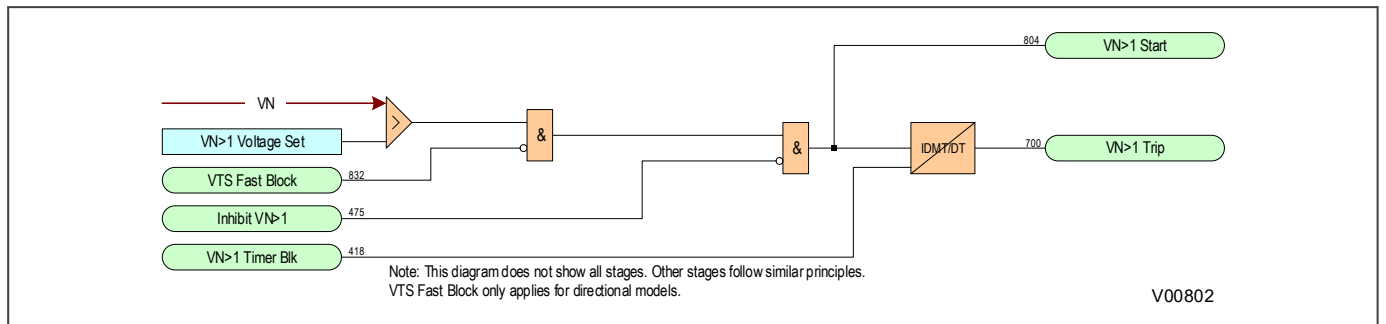 804
VN>1 Start
VN
>
VN>1 Voltage Set
&
&
IDMT/DT
700
VN>1 Trip
VTS Fast Block
832
Inhibit VN>1
475
VN>1 Timer Blk
418
Note: This diagram does not show all stages. Other stages follow similar principles.
VTS Fast Block only applies for directional models.
V00802